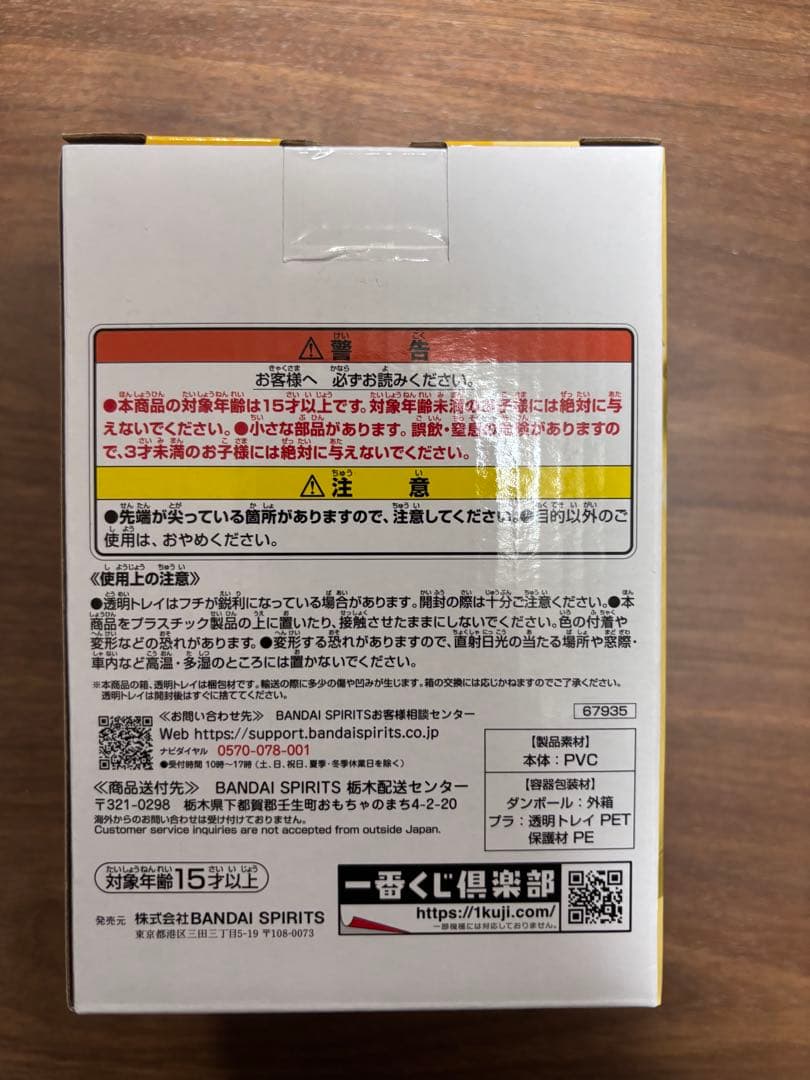 ⚠警告
お客様へ 必ずお読みください。
●本商品の対象年齢は15才以上です。対象年齢未満のお子様には絶対に与
えないでください。●小さな部品があります。誤飲・窒息の危険がありますの
で、3才未満のお子様には絶対に与えないでください。
⚠注意
●先端が尖っている箇所がありますので、注意してください。●目的以外のご
使用は、おやめください。
《使用上の注意》
●透明トレイはフチが鋭利になっている場合があります。開封の際は十分ご注意ください。●本
商品をプラスチック製品の上に置いたり、接触させたままにしないでください。色の付着や
変形などの恐れがあります。●変形する恐れがありますので、直射日光の当たる場所や窓際・
車内など高温・多湿のところには置かないでください。
※本商品の箱、透明トレイは梱包材です。輸送の際に多少の傷や凹みが生じます。箱の交換には応じかねますのでご了承ください。
透明トレイは開封後はすぐに捨ててください。
《お問い合わせ先》 BANDAI SPIRITSお客様相談センター
67935
Web https://support.bandaispirits.co.jp
ナビダイヤル 0570-078-001
●受付時間 10時～17時(土、日、祝日、夏季・冬季休業日を除く)
《商品送付先》 BANDAI SPIRITS 栃木配送センター
〒321-0298 栃木県下都賀郡壬生町おもちゃのまち4-2-20
海外からのお問い合わせは受け付けておりません。
Customer service inquiries are not accepted from outside Japan.
【製品素材】
本体：PVC
【容器包装材】
ダンボール：外箱
プラ：透明トレイ PET
保護材 PE
対象年齢15才以上
発売元 株式会社BANDAI SPIRITS
東京都港区三田三丁目5-19 〒108-0073
一番くじ倶楽部
https://1kuji.com/
一部機種には対応しておりません。